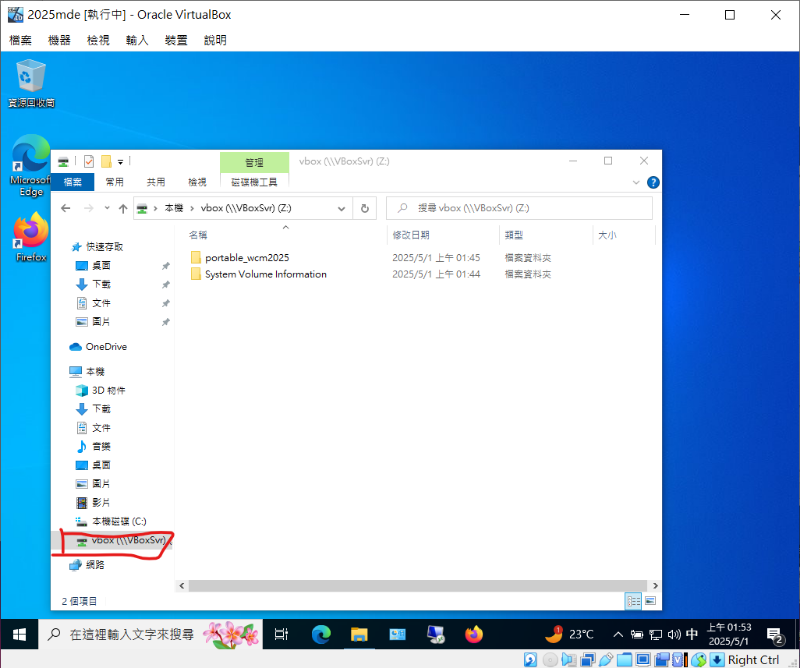 2025mde [執行中] - Oracle VirtualBox
檔案 機器 檢視 輸入 裝置 說明
資源回收筒
Microsoft
Edge
Firefox
管理 vbox (\\VBoxSvr) (Z:)
檔案 常用 共用 檢視 磁碟機工具
本機 › vbox (\\VBoxSvr) (Z:) 搜尋 vbox (\\VBoxSvr) (Z:)
名稱 修改日期 類型 大小
portable_wcm2025 2025/5/1 上午 01:45 檔案資料夾
System Volume Information 2025/5/1 上午 01:44 檔案資料夾
快速存取
桌面
下載
文件
圖片
OneDrive
本機
3D 物件
下載
文件
音樂
桌面
圖片
影片
本機磁碟 (C:)
vbox (\\VBoxSvr)
網路
2 個項目
在這裡輸入文字來搜尋
23°C 中 上午 01:53
2025/5/1
2
Right Ctrl